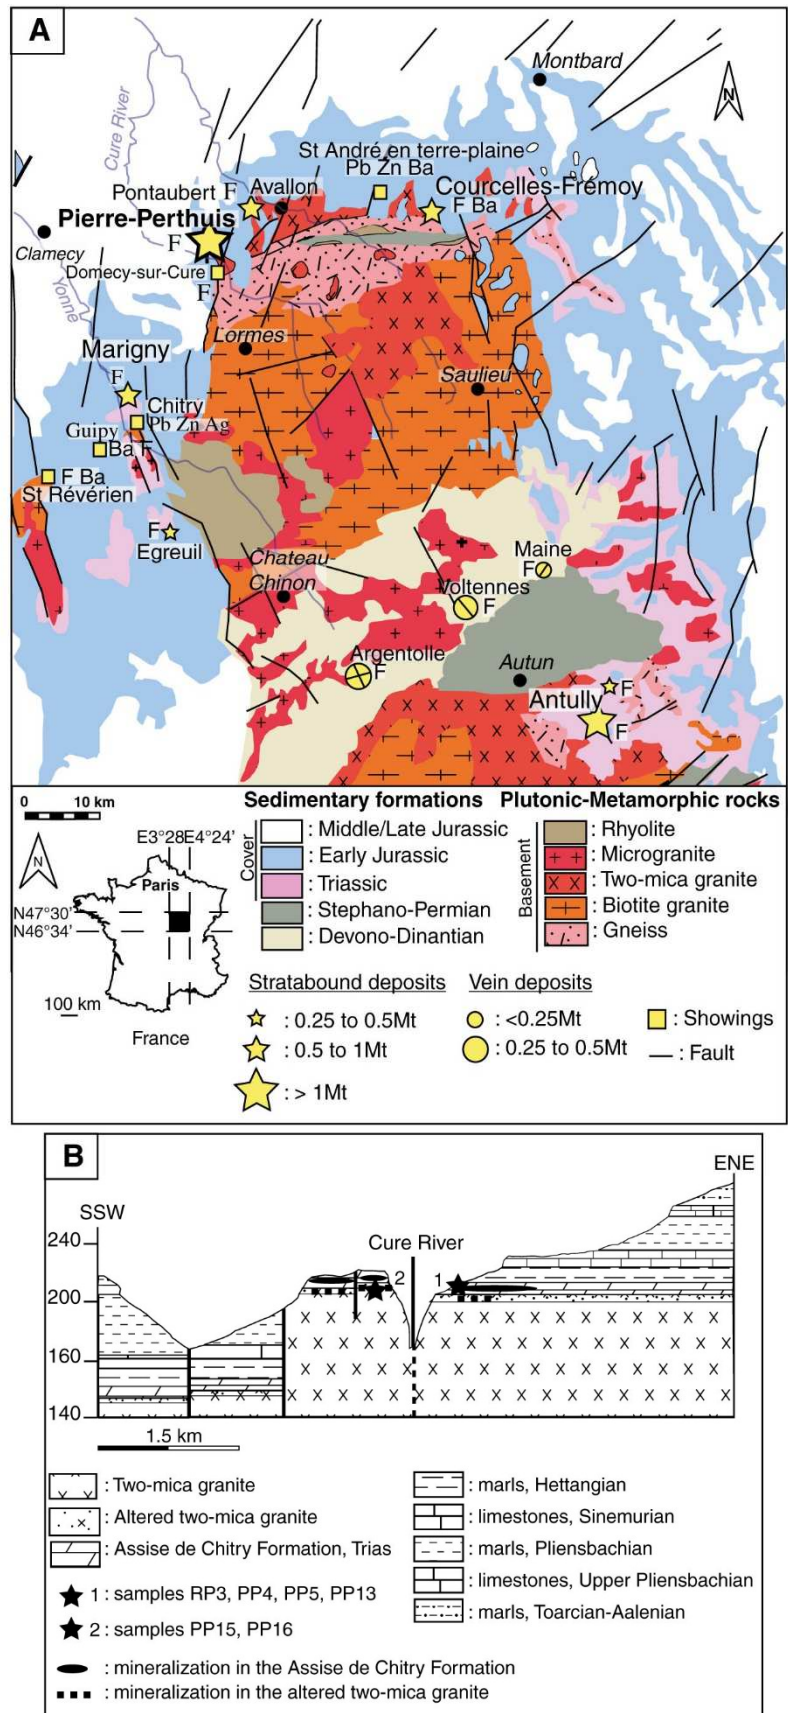 A
Montbard
N
Cure River
St André en terre-plaine
Pb Zn Ba
Pontaubert F
Avallon
Courcelles-Frémoy
F Ba
Pierre-Perthuis
F
Clamecy
Domecy-sur-Cure
F
Yonne
Lormes
Marigny
F
Saulieu
Chitry
Pb Zn Ag
Guipy
Ba F
F Ba
St Révérien
F
Egreuil
Chateau-
Chinon
Maine
F
Voltennes
F
Argentolle
F
Autun
F
Antully
F
0 10 km
N
E3°28 E4°24'
Paris
N47°30'
N46°34'
100 km
France
Sedimentary formations
Cover
: Middle/Late Jurassic
: Early Jurassic
: Triassic
: Stephano-Permian
: Devono-Dinantian
Plutonic-Metamorphic rocks
Basement
: Rhyolite
: Microgranite
: Two-mica granite
: Biotite granite
: Gneiss
Stratabound deposits
: 0.25 to 0.5Mt
: 0.5 to 1Mt
: > 1Mt
Vein deposits
: <0.25Mt
: 0.25 to 0.5Mt
: Showings
: Fault
B
SSW
ENE
Cure River
240
200
160
140
2
1
1.5 km
: Two-mica granite
: Altered two-mica granite
: Assise de Chitry Formation, Trias
1 : samples RP3, PP4, PP5, PP13
2 : samples PP15, PP16
: mineralization in the Assise de Chitry Formation
: mineralization in the altered two-mica granite
: marls, Hettangian
: limestones, Sinemurian
: marls, Pliensbachian
: limestones, Upper Pliensbachian
: marls, Toarcian-Aalenian